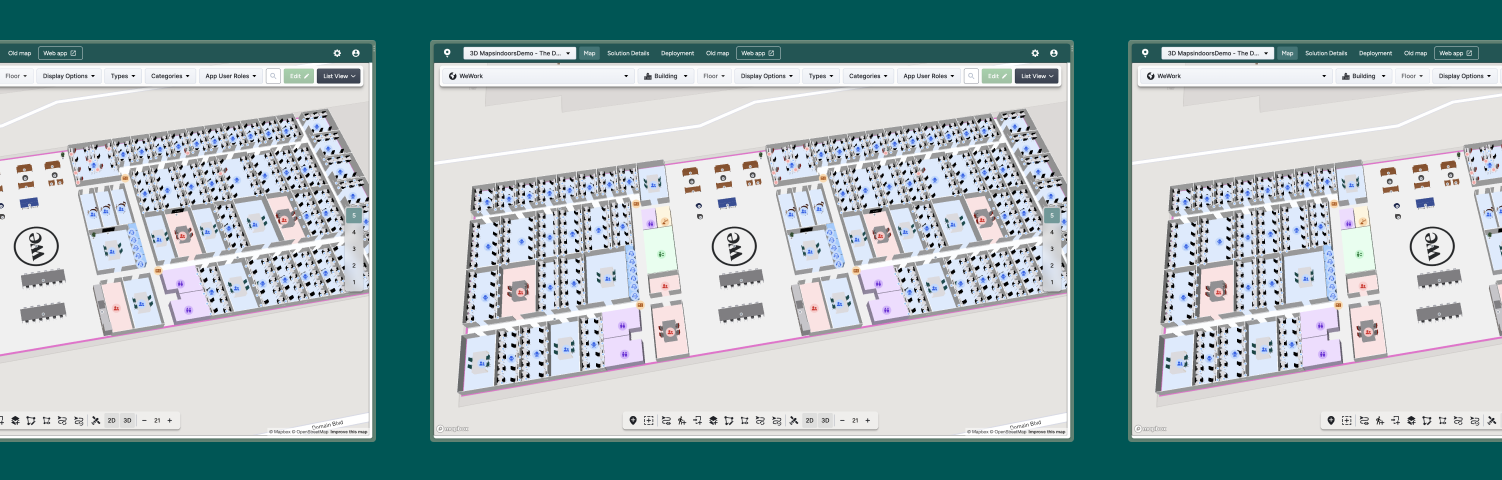 Old map Web app
Floor Display Options Types Categories App User Roles Edit List View
we
5
4
3
2
1
2D 3D − 21 +
Domain Blvd
© Mapbox © OpenStreetMap Improve this map
3D MapsindoorsDemo - The D... Map Solution Details Deployment Old map Web app
WeWork Building Floor Display Options Types Categories App User Roles Edit List View
we
5
4
3
2
1
2D 3D − 21 +
Domain Blvd
mapbox
© Mapbox © OpenStreetMap Improve this map
3D MapsindoorsDemo - The D... Map Solution Details Deployment Old map Web app
WeWork Building Floor Display Options
we
mapbox